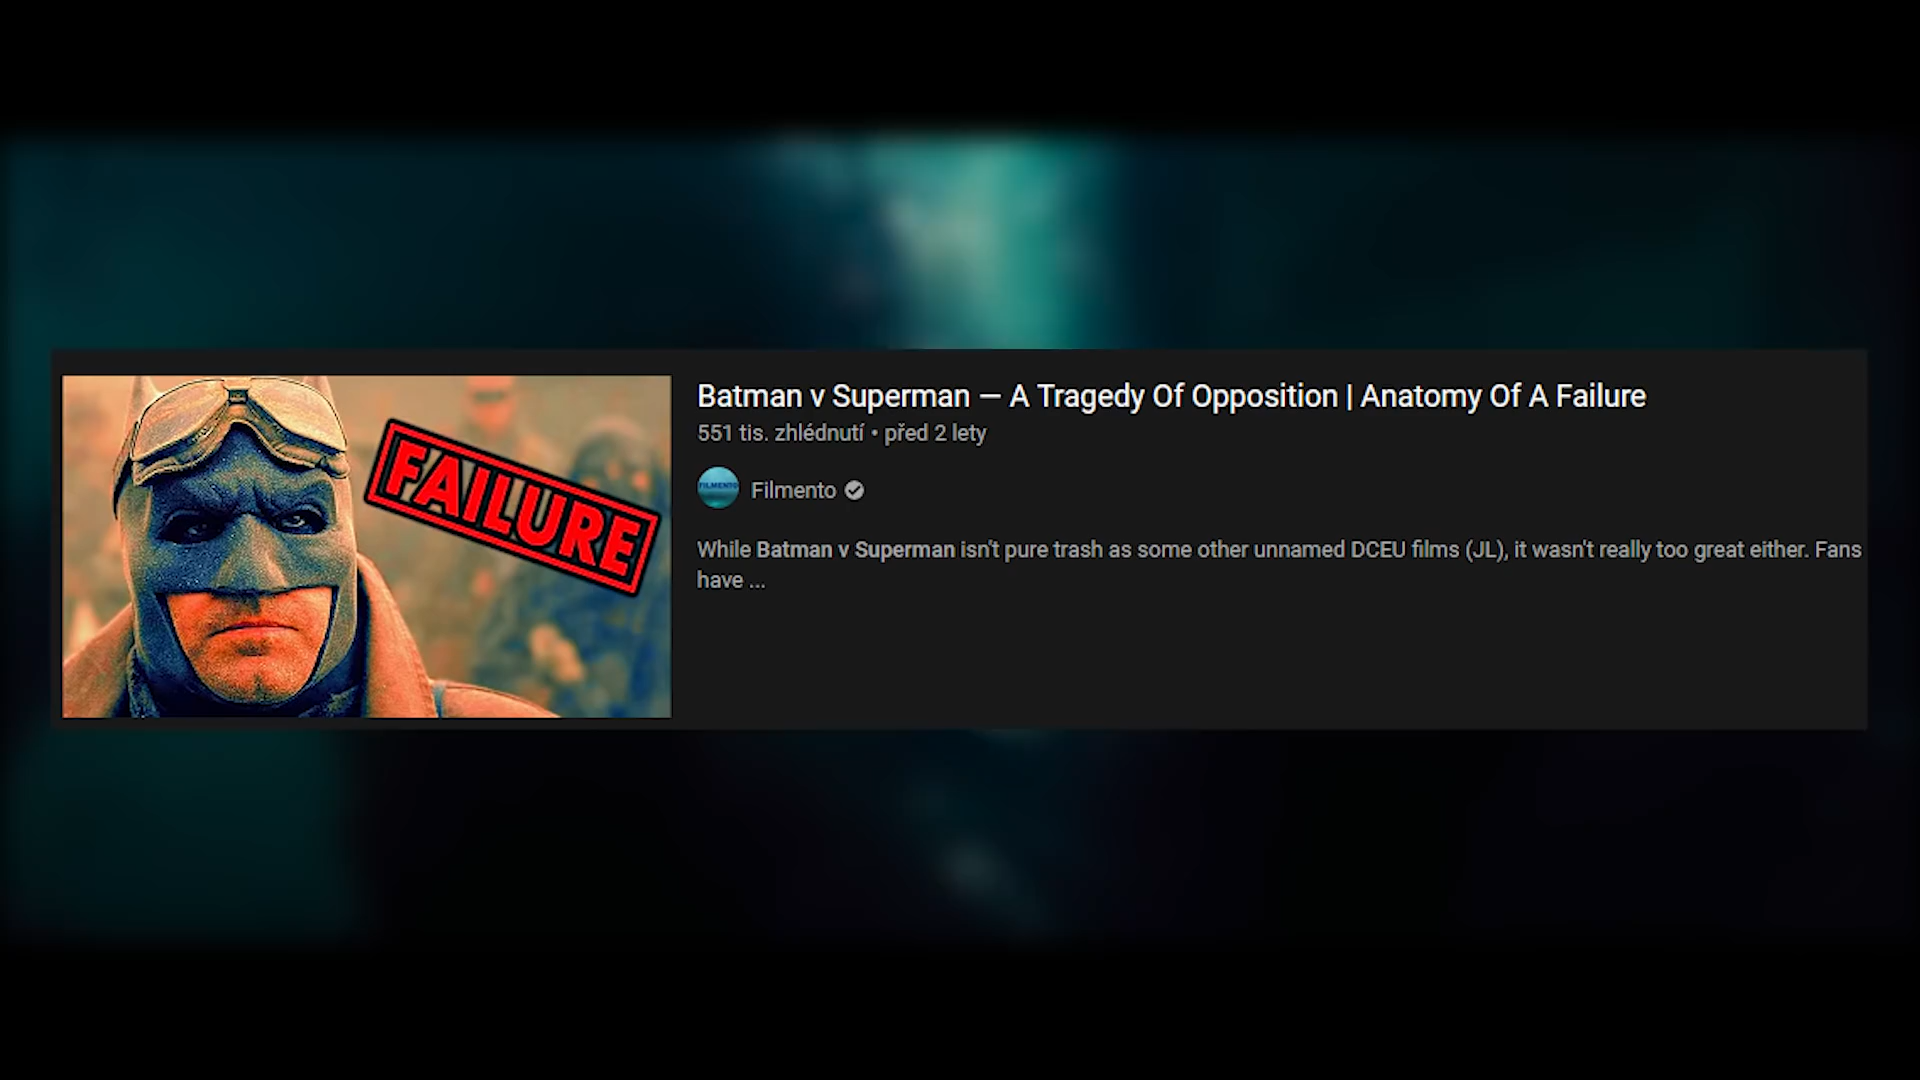 FAILURE
Batman v Superman — A Tragedy Of Opposition | Anatomy Of A Failure
551 tis. zhlédnutí • před 2 lety
FILMENTO
Filmento
While Batman v Superman isn't pure trash as some other unnamed DCEU films (JL), it wasn't really too great either. Fans
have ...